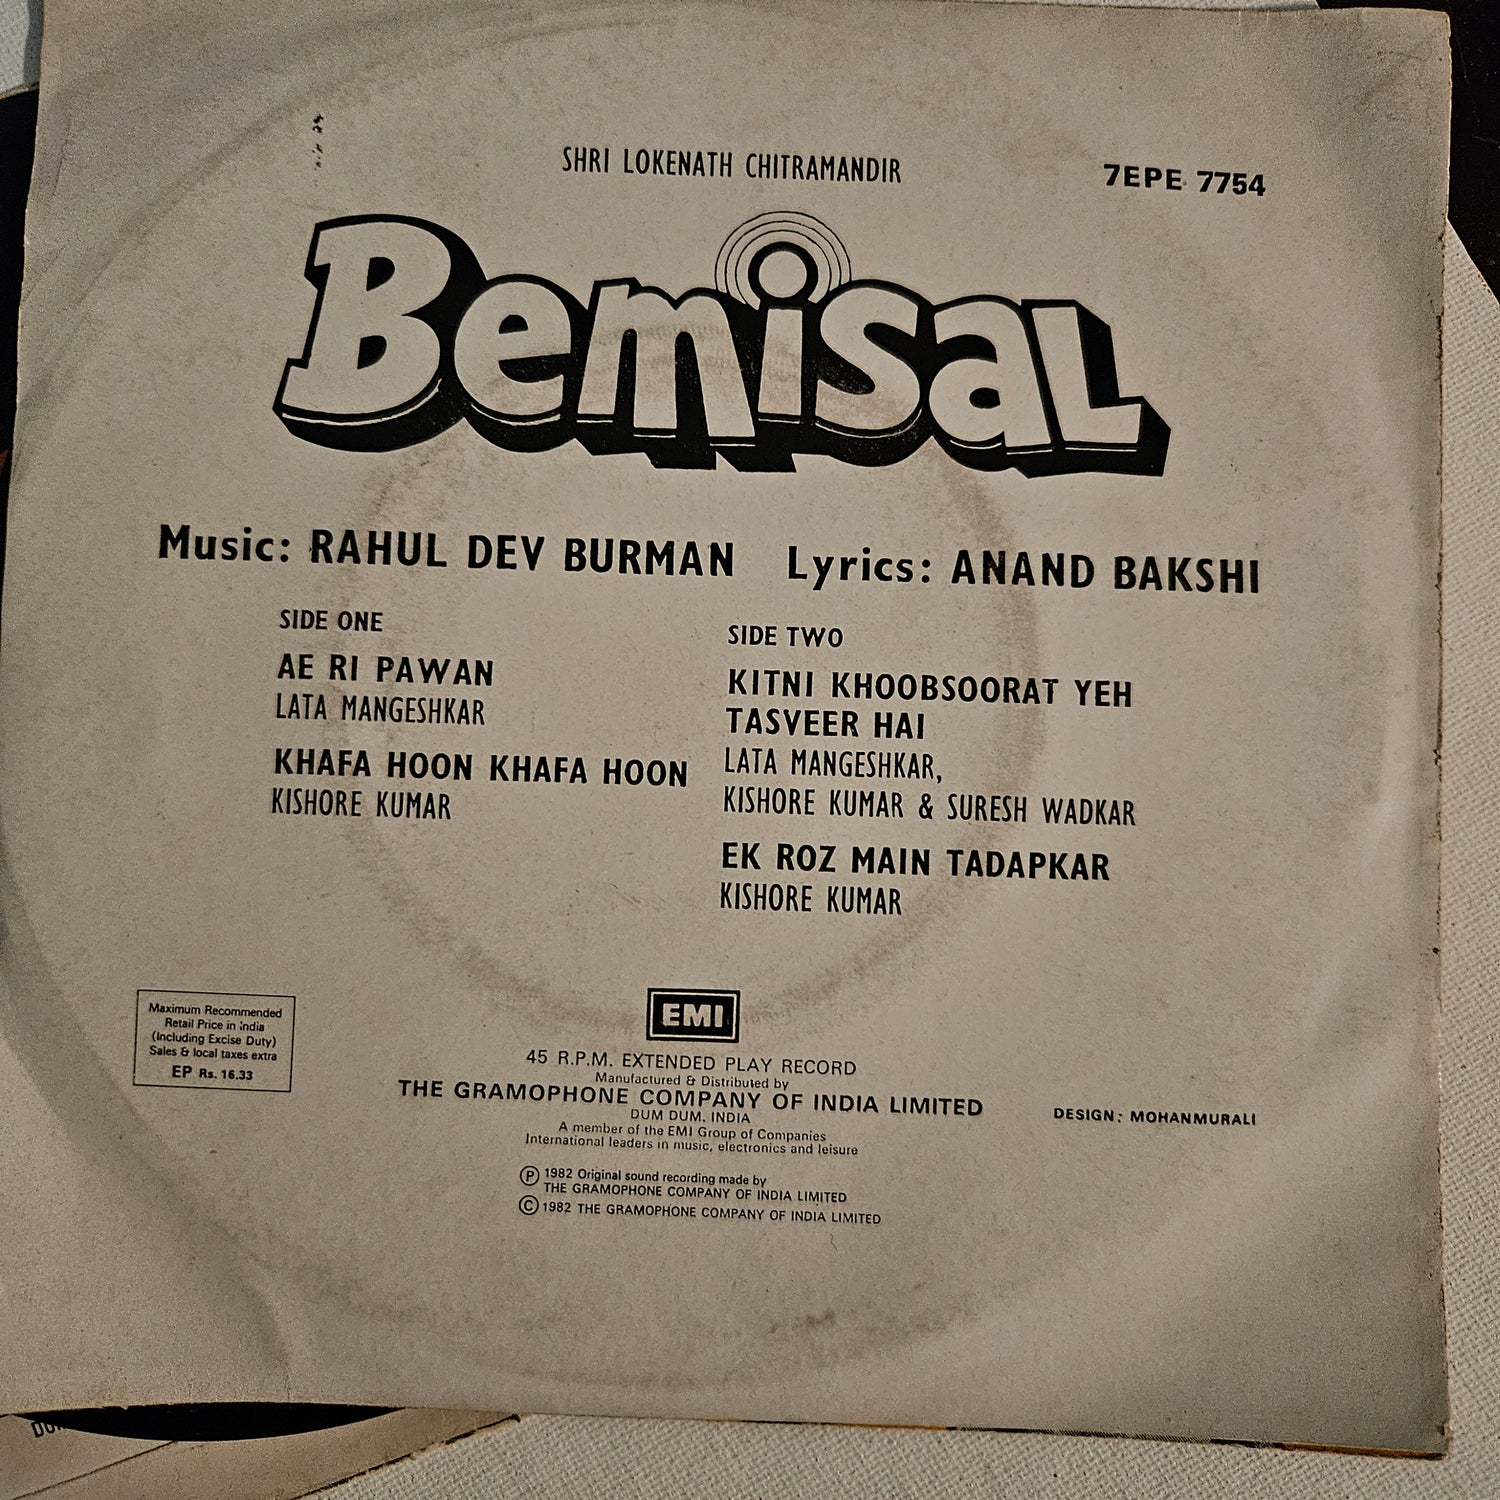 SHRI LOKENATH CHITRAMANDIR
7EPE 7754
Bemisal
Music: RAHUL DEV BURMAN Lyrics: ANAND BAKSHI
SIDE ONE
AE RI PAWAN
LATA MANGESHKAR
KHAFA HOON KHAFA HOON
KISHORE KUMAR
SIDE TWO
KITNI KHOOBSOORAT YEH
TASVEER HAI
LATA MANGESHKAR,
KISHORE KUMAR & SURESH WADKAR
EK ROZ MAIN TADAPKAR
KISHORE KUMAR
Maximum Recommended
Retail Price in India
(Including Excise Duty)
Sales & local taxes extra
EP Rs. 16.33
EMI
45 R.P.M. EXTENDED PLAY RECORD
Manufactured & Distributed by
THE GRAMOPHONE COMPANY OF INDIA LIMITED
DUM DUM, INDIA
A member of the EMI Group of Companies
International leaders in music, electronics and leisure
DESIGN: MOHANMURALI
Ⓟ 1982 Original sound recording made by
THE GRAMOPHONE COMPANY OF INDIA LIMITED
© 1982 THE GRAMOPHONE COMPANY OF INDIA LIMITED